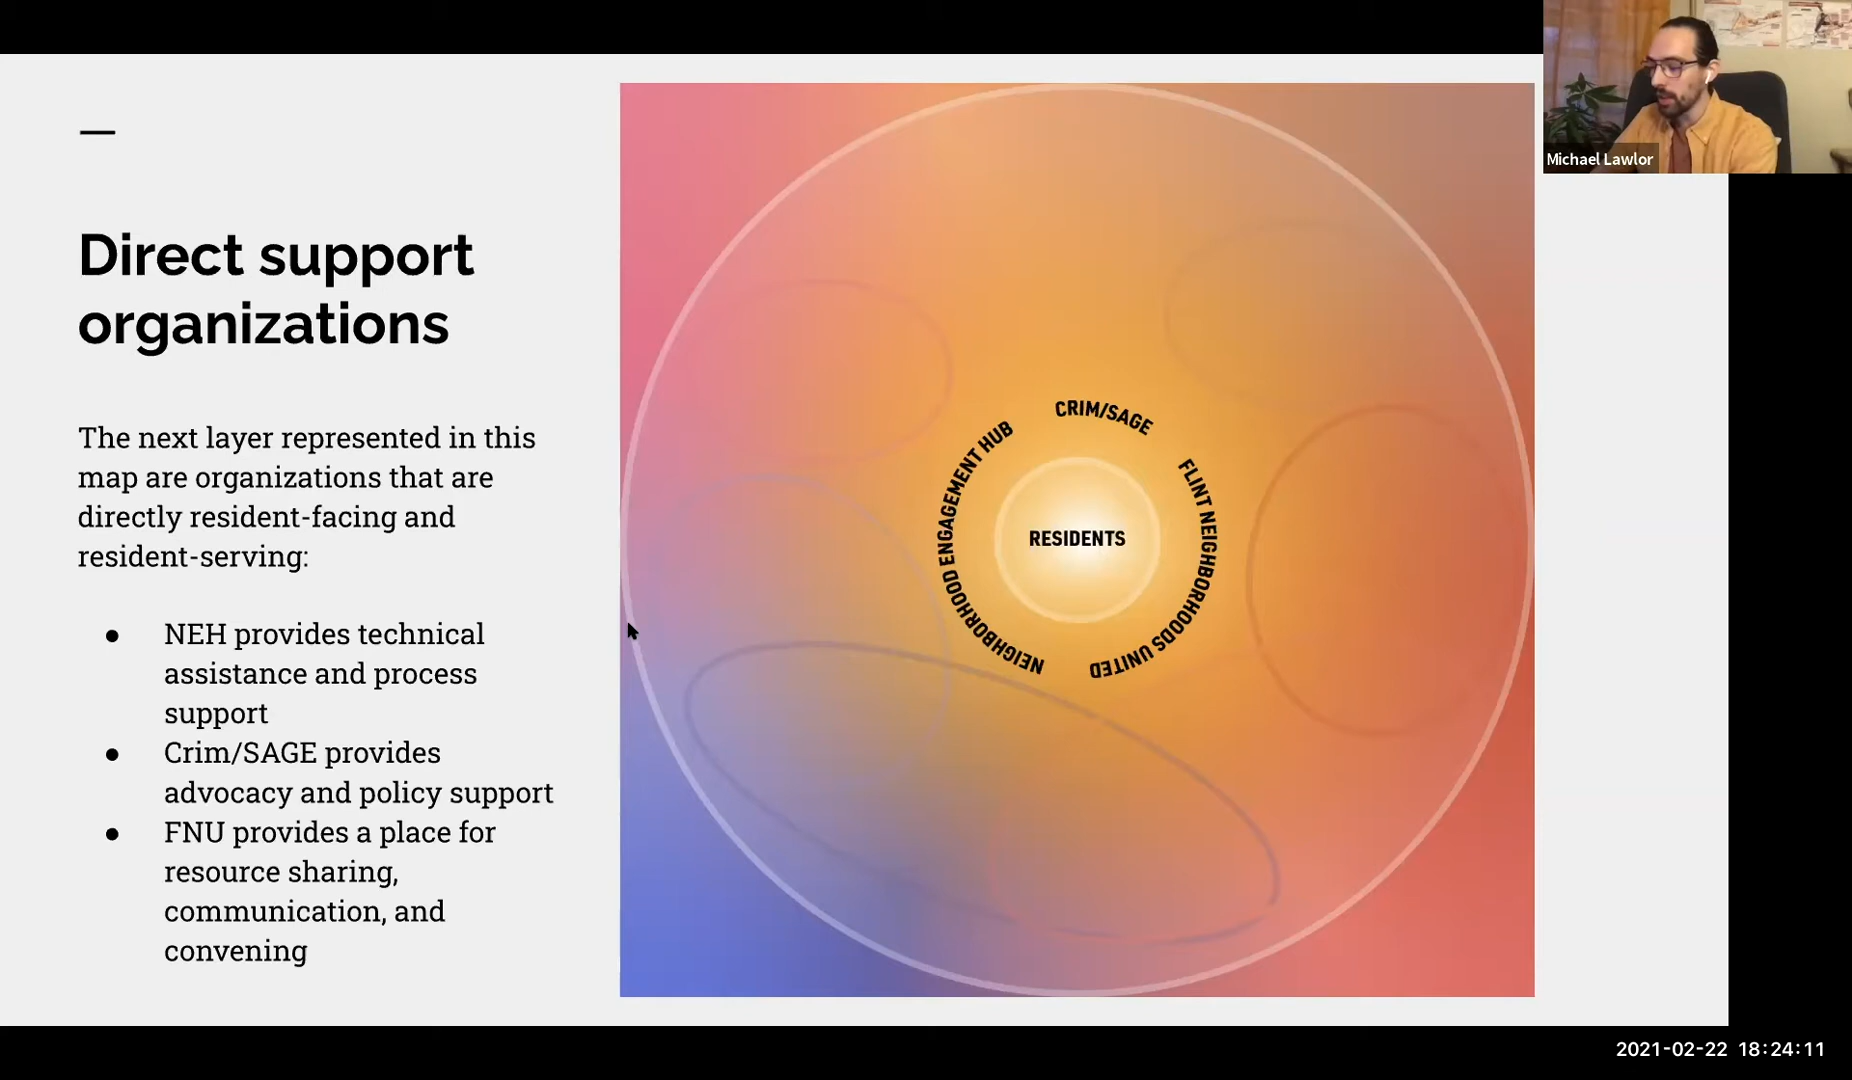 Direct support
organizations
The next layer represented in this
map are organizations that are
directly resident-facing and
resident-serving:
● NEH provides technical
assistance and process
support
● Crim/SAGE provides
advocacy and policy support
● FNU provides a place for
resource sharing,
communication, and
convening
CRIM/SAGE
NEIGHBORHOOD ENGAGEMENT HUB
FLINT NEIGHBORHOODS UNITED
RESIDENTS
Michael Lawlor
2021-02-22 18:24:11